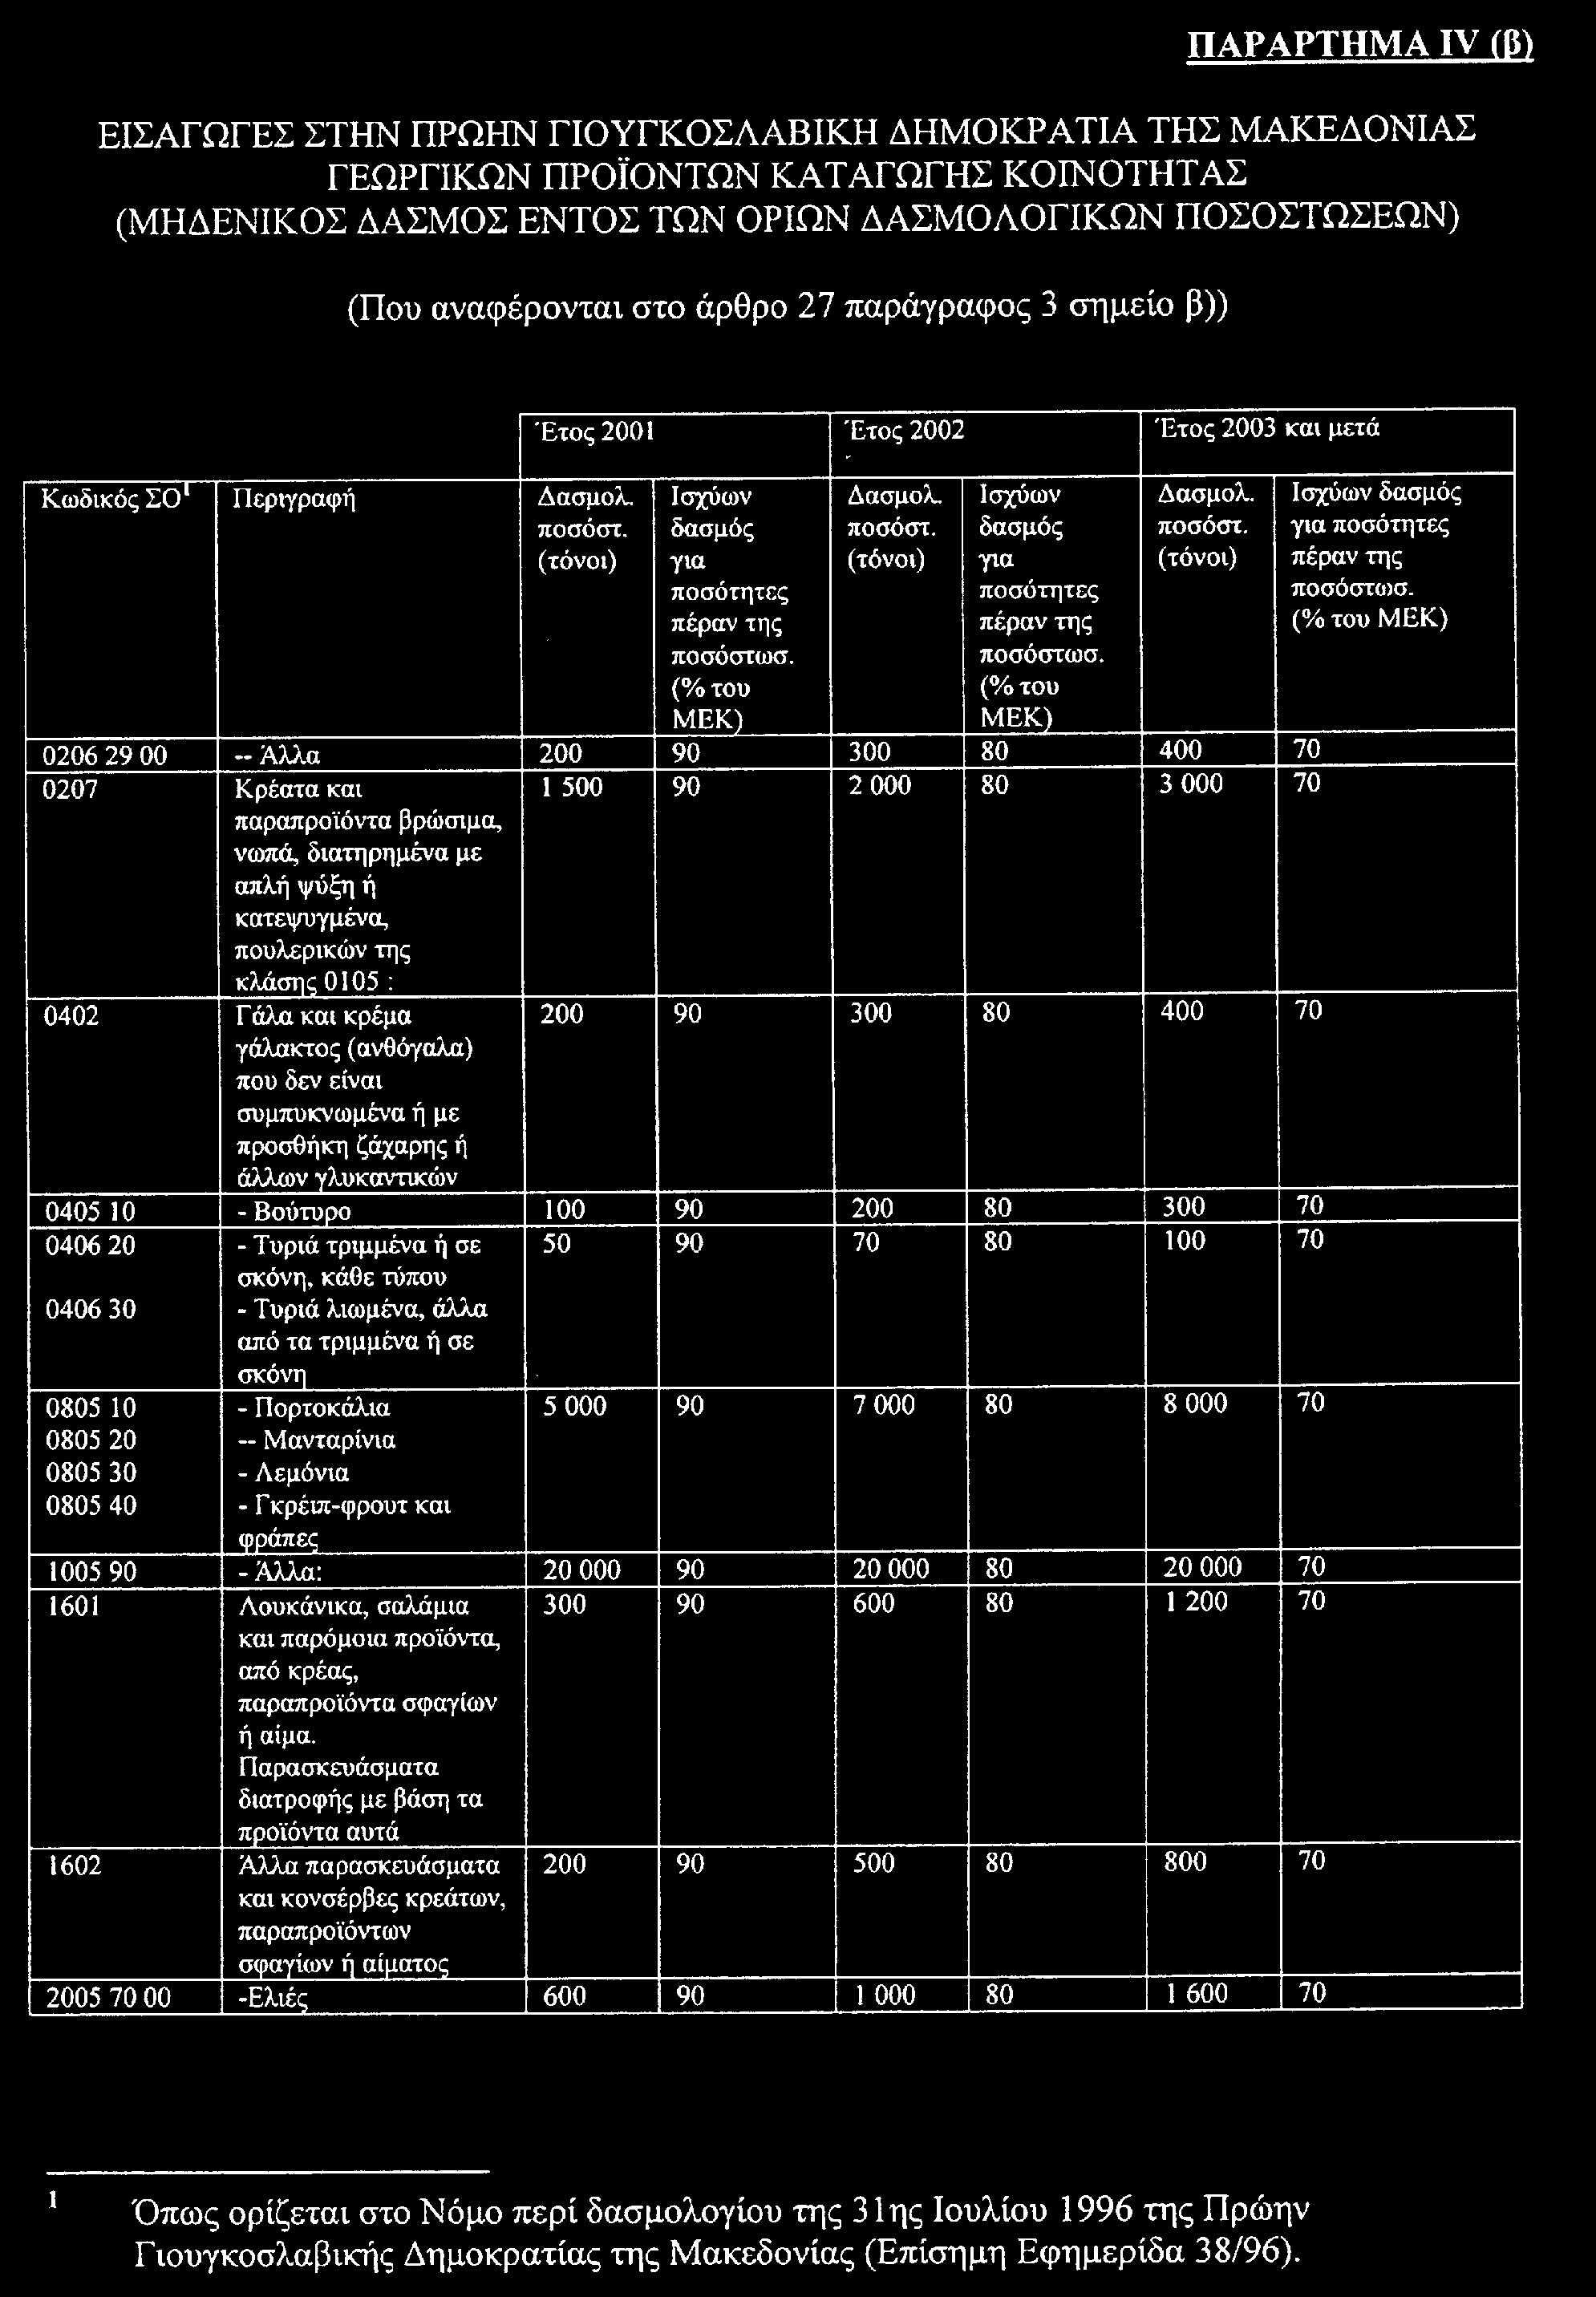 ΠΑΡΑΡΤΗΜΑ IV (β)
ΕΙΣΑΓΩΓΕΣ ΣΤΗΝ ΠΡΩΗΝ ΓΙΟΥΓΚΟΣΛΑΒΙΚΗ ΔΗΜΟΚΡΑΤΙΑ ΤΗΣ ΜΑΚΕΔΟΝΙΑΣ
ΓΕΩΡΓΙΚΩΝ ΠΡΟΪΟΝΤΩΝ ΚΑΤΑΓΩΓΗΣ ΚΟΙΝΟΤΗΤΑΣ
(ΜΗΔΕΝΙΚΟΣ ΔΑΣΜΟΣ ΕΝΤΟΣ ΤΩΝ ΟΡΙΩΝ ΔΑΣΜΟΛΟΓΙΚΩΝ ΠΟΣΟΣΤΩΣΕΩΝ)
(Που αναφέρονται στο άρθρο 27 παράγραφος 3 σημείο β))
Έτος 2001 Έτος 2002 Έτος 2003 και μετά
Κωδικός ΣΟ¹ Περιγραφή Δασμολ. Ισχύων Δασμολ. Ισχύων Δασμολ. Ισχύων δασμός
ποσόστ. δασμός ποσόστ. δασμός ποσόστ. για ποσότητες
(τόνοι) για (τόνοι) για (τόνοι) πέραν της
ποσότητες ποσότητες ποσόστωσ.
πέραν της πέραν της (% του ΜΕΚ)
ποσόστωσ. ποσόστωσ.
(% του (% του
ΜΕΚ) ΜΕΚ)
0206 29 00 -- Άλλα 200 90 300 80 400 70
0207 Κρέατα και 1 500 90 2 000 80 3 000 70
παραπροϊόντα βρώσιμα,
νωπά, διατηρημένα με
απλή ψύξη ή
κατεψυγμένα,
πουλερικών της
κλάσης 0105 :
0402 Γάλα και κρέμα 200 90 300 80 400 70
γάλακτος (ανθόγαλα)
που δεν είναι
συμπυκνωμένα ή με
προσθήκη ζάχαρης ή
άλλων γλυκαντικών
0405 10 - Βούτυρο 100 90 200 80 300 70
0406 20 - Τυριά τριμμένα ή σε 50 90 70 80 100 70
σκόνη, κάθε τύπου
0406 30 - Τυριά λιωμένα, άλλα
από τα τριμμένα ή σε
σκόνη
0805 10 - Πορτοκάλια 5 000 90 7 000 80 8 000 70
0805 20 -- Μανταρίνια
0805 30 - Λεμόνια
0805 40 - Γκρέιπ-φρουτ και
φράπες
1005 90 - Άλλα: 20 000 90 20 000 80 20 000 70
1601 Λουκάνικα, σαλάμια 300 90 600 80 1 200 70
και παρόμοια προϊόντα,
από κρέας,
παραπροϊόντα σφαγίων
ή αίμα.
Παρασκευάσματα
διατροφής με βάση τα
προϊόντα αυτά
1602 Άλλα παρασκευάσματα 200 90 500 80 800 70
και κονσέρβες κρεάτων,
παραπροϊόντων
σφαγίων ή αίματος
2005 70 00 -Ελιές 600 90 1 000 80 1 600 70
1 Όπως ορίζεται στο Νόμο περί δασμολογίου της 31ης Ιουλίου 1996 της Πρώην
Γιουγκοσλαβικής Δημοκρατίας της Μακεδονίας (Επίσημη Εφημερίδα 38/96).